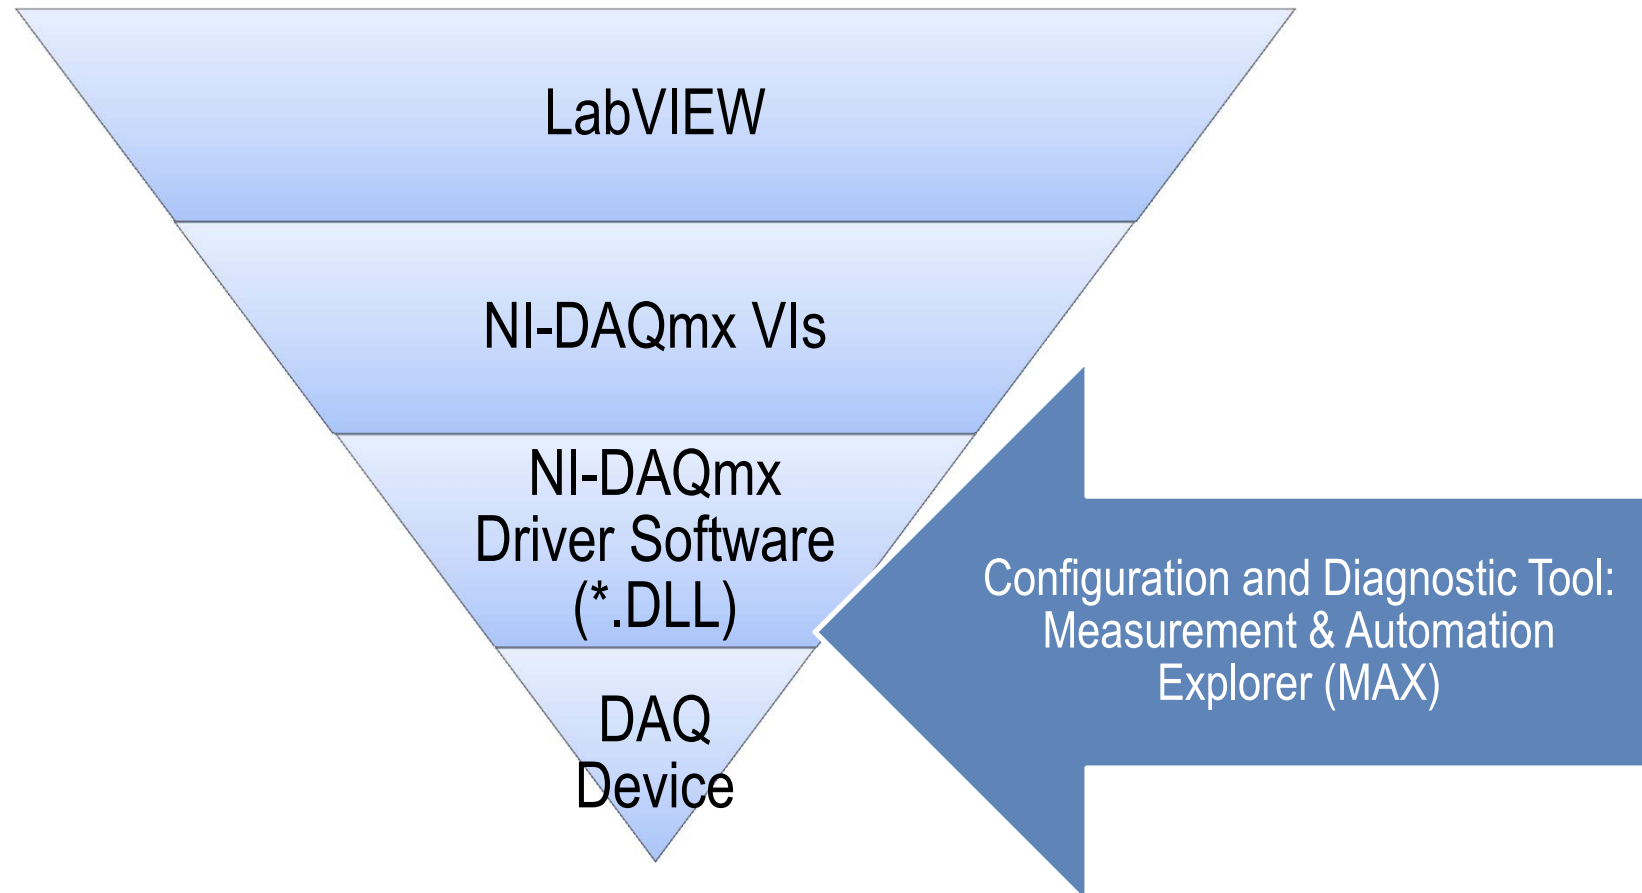 LabVIEW
NI-DAQmx VIs
NI-DAQmx
Driver Software
(*.DLL)
DAQ
Device
Configuration and Diagnostic Tool:
Measurement & Automation
Explorer (MAX)